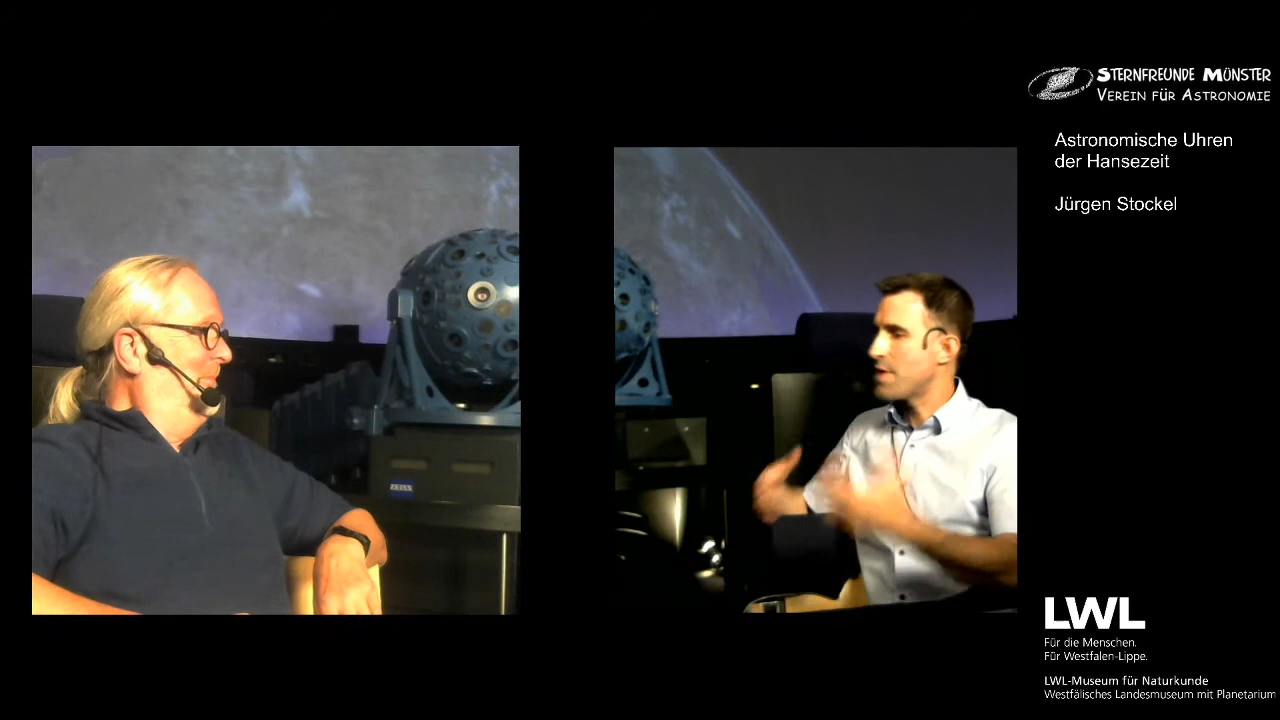 STERNFREUNDE MÜNSTER
VEREIN FÜR ASTRONOMIE
Astronomische Uhren
der Hansezeit
Jürgen Stockel
ZEISS
LWL
Für die Menschen.
Für Westfalen-Lippe.
LWL-Museum für Naturkunde
Westfälisches Landesmuseum mit Planetarium